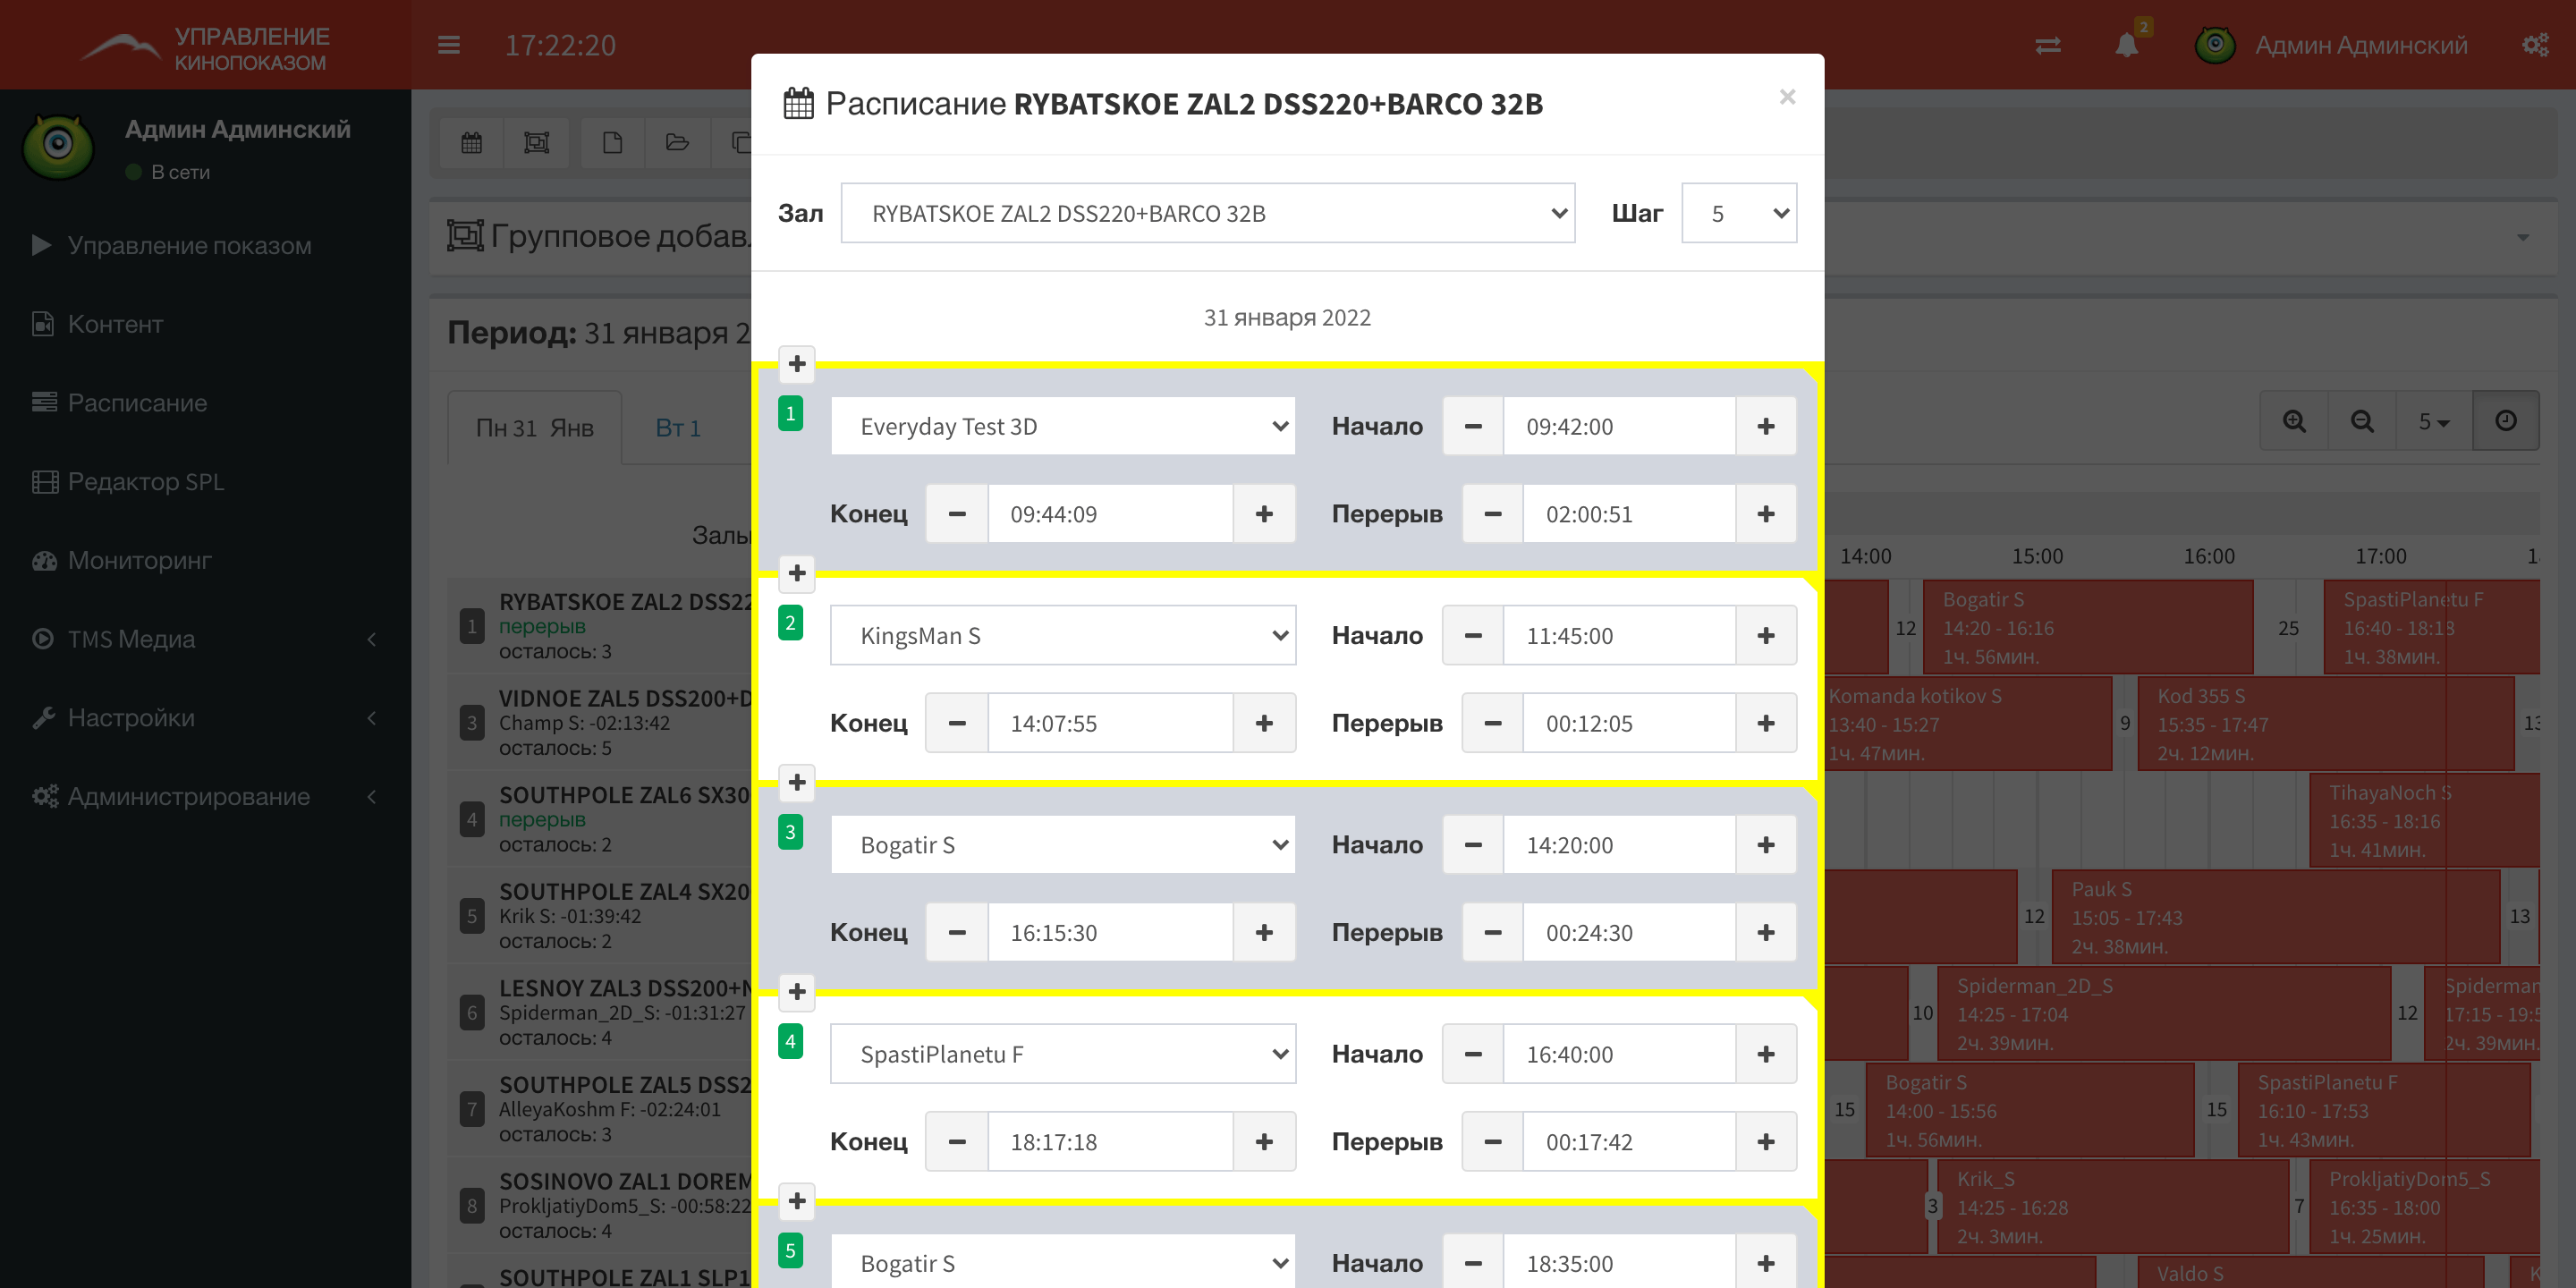 УПРАВЛЕНИЕ
КИНОПОКАЗОМ
17:22:20
2
Админ Админский
Админ Админский
В сети
Управление показом
Контент
Расписание
Редактор SPL
Мониторинг
TMS Медиа
Настройки
Администрирование
Групповое добав
Период: 31 января 2
Пн 31 Янв
Вт 1
5
Залы
14:00 15:00 16:00 17:00
1
RYBATSKOE ZAL2 DSS22
перерыв
осталось: 3
3
VIDNOE ZAL5 DSS200+D
Champ S: -02:13:42
осталось: 5
4
SOUTHPOLE ZAL6 SX30
перерыв
осталось: 2
5
SOUTHPOLE ZAL4 SX20
Krik S: -01:39:42
осталось: 2
6
LESNOY ZAL3 DSS200+N
Spiderman_2D_S: -01:31:27
осталось: 4
7
SOUTHPOLE ZAL5 DSS2
AlleyaKoshm F: -02:24:01
осталось: 3
8
SOSINOVO ZAL1 DOREM
ProkljatiyDom5_S: -00:58:22
осталось: 4
SOUTHPOLE ZAL1 SLP1
Расписание RYBATSKOE ZAL2 DSS220+BARCO 32B
×
Зал
RYBATSKOE ZAL2 DSS220+BARCO 32B
Шаг
5
31 января 2022
1
Everyday Test 3D
Начало
09:42:00
Конец
09:44:09
Перерыв
02:00:51
2
KingsMan S
Начало
11:45:00
Конец
14:07:55
Перерыв
00:12:05
3
Bogatir S
Начало
14:20:00
Конец
16:15:30
Перерыв
00:24:30
4
SpastiPlanetu F
Начало
16:40:00
Конец
18:17:18
Перерыв
00:17:42
5
Bogatir S
Начало
18:35:00
12
Bogatir S
14:20 - 16:16
1ч. 56мин.
25
SpastiPlanetu F
16:40 - 18:18
1ч. 38мин.
Komanda kotikov S
13:40 - 15:27
1ч. 47мин.
9
Kod 355 S
15:35 - 17:47
2ч. 12мин.
13
TihayaNoch S
16:35 - 18:16
1ч. 41мин.
12
Pauk S
15:05 - 17:43
2ч. 38мин.
13
10
Spiderman_2D_S
14:25 - 17:04
2ч. 39мин.
12
Spiderman
17:15 - 19:5
2ч. 39мин.
15
Bogatir S
14:00 - 15:56
1ч. 56мин.
15
SpastiPlanetu F
16:10 - 17:53
1ч. 43мин.
3
Krik_S
14:25 - 16:28
2ч. 3мин.
7
ProkljatiyDom5_S
16:35 - 18:00
1ч. 25мин.
Valdo S
K